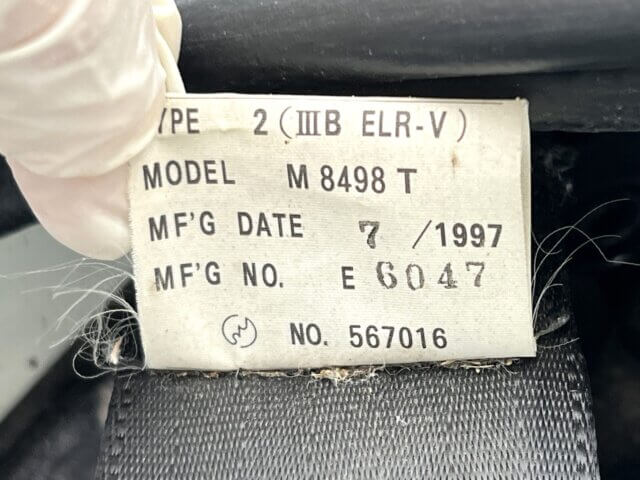 YPE 2 (IIIB ELR-V)
MODEL M 8498 T
MF'G DATE 7 / 1997
MF'G NO. E 6047
NO. 567016